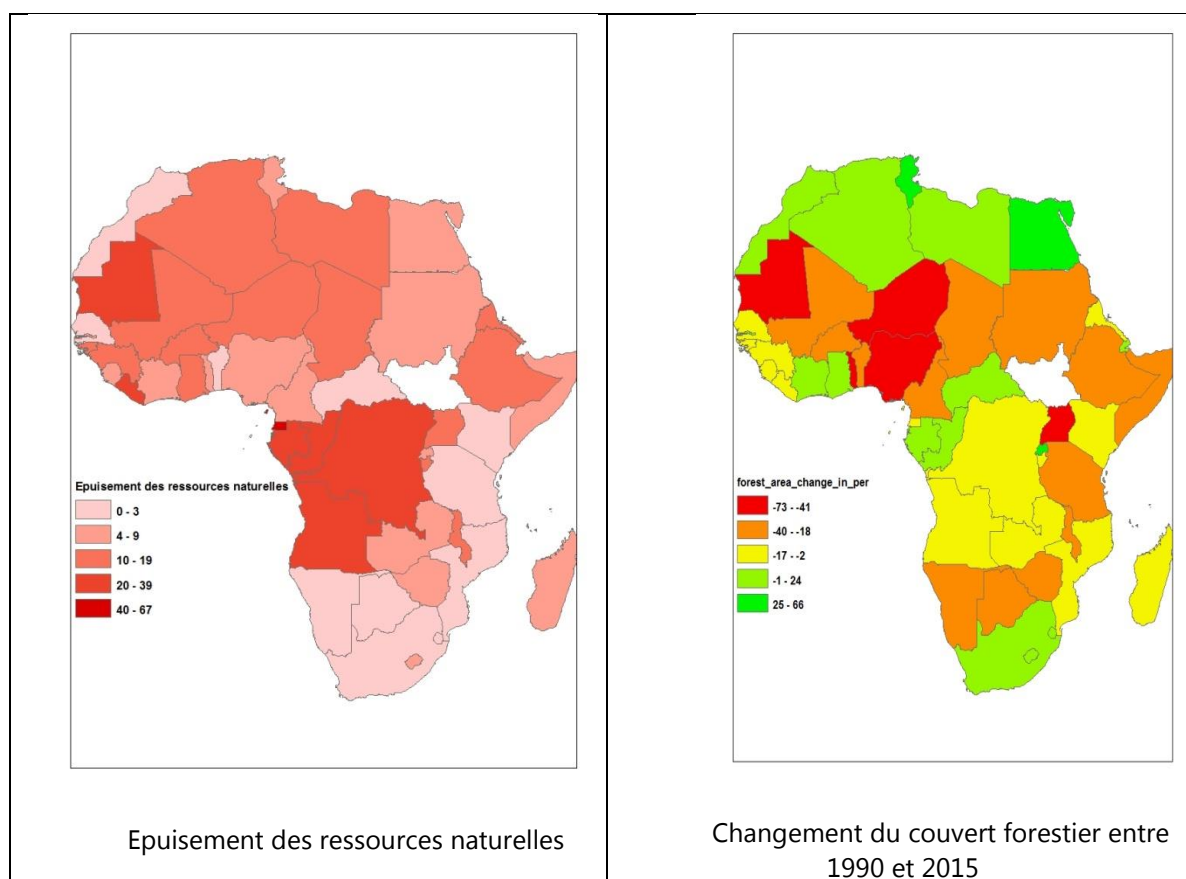 Epuisement des ressources naturelles
0 - 3
4 - 9
10 - 19
20 - 39
40 - 67
Epuisement des ressources naturelles
forest_area_change_in_per
-73 - -41
-40 - -18
-17 - -2
-1 - 24
25 - 66
Changement du couvert forestier entre
1990 et 2015